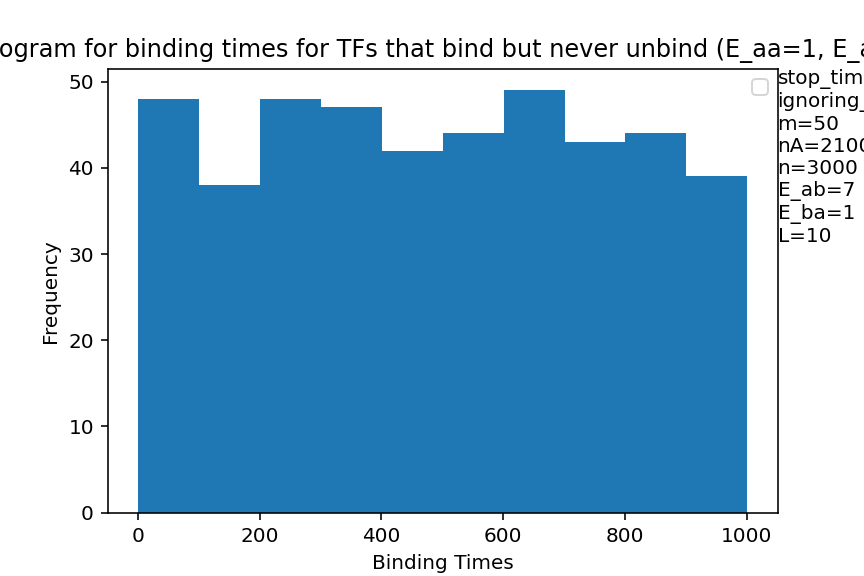 ogram for binding times for TFs that bind but never unbind (E_aa=1, E_a
stop_tim
ignoring_
m=50
nA=2100
n=3000
E_ab=7
E_ba=1
L=10
50
40
30
20
10
0
Frequency
0 200 400 600 800 1000
Binding Times